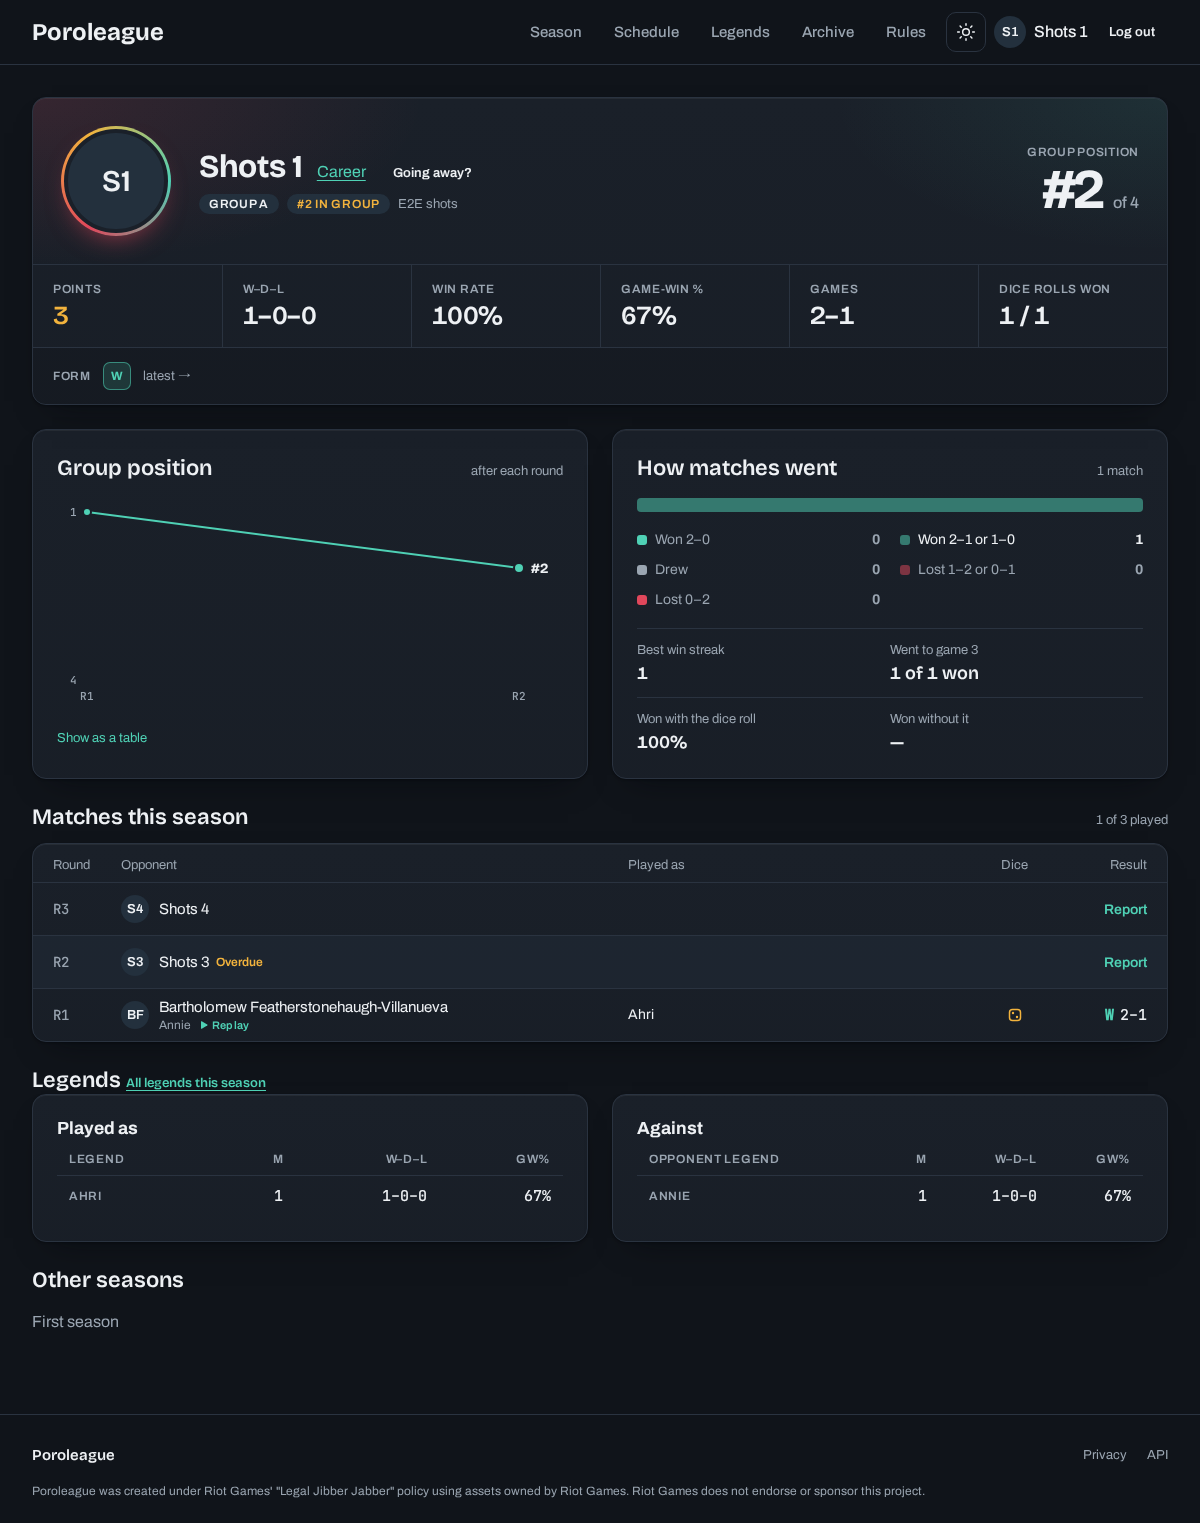 Poroleague
Season Schedule Legends Archive Rules S1 Shots 1 Log out
S1
Shots 1 Career Going away?
GROUP A #2 IN GROUP E2E shots
GROUP POSITION
#2 of 4
POINTS W–D–L WIN RATE GAME-WIN % GAMES DICE ROLLS WON
3 1–0–0 100% 67% 2–1 1 / 1
FORM W latest →
Group position after each round
1
#2
4
R1 R2
Show as a table
How matches went 1 match
Won 2–0 0 Won 2–1 or 1–0 1
Drew 0 Lost 1–2 or 0–1 0
Lost 0–2 0
Best win streak Went to game 3
1 1 of 1 won
Won with the dice roll Won without it
100% —
Matches this season 1 of 3 played
Round Opponent Played as Dice Result
R3 S4 Shots 4 Report
R2 S3 Shots 3 Overdue Report
R1 BF Bartholomew Featherstonehaugh-Villanueva Ahri W 2–1
Annie ▶ Replay
Legends All legends this season
Played as
LEGEND M W–D–L GW%
AHRI 1 1–0–0 67%
Against
OPPONENT LEGEND M W–D–L GW%
ANNIE 1 1–0–0 67%
Other seasons
First season
Poroleague Privacy API
Poroleague was created under Riot Games' "Legal Jibber Jabber" policy using assets owned by Riot Games. Riot Games does not endorse or sponsor this project.